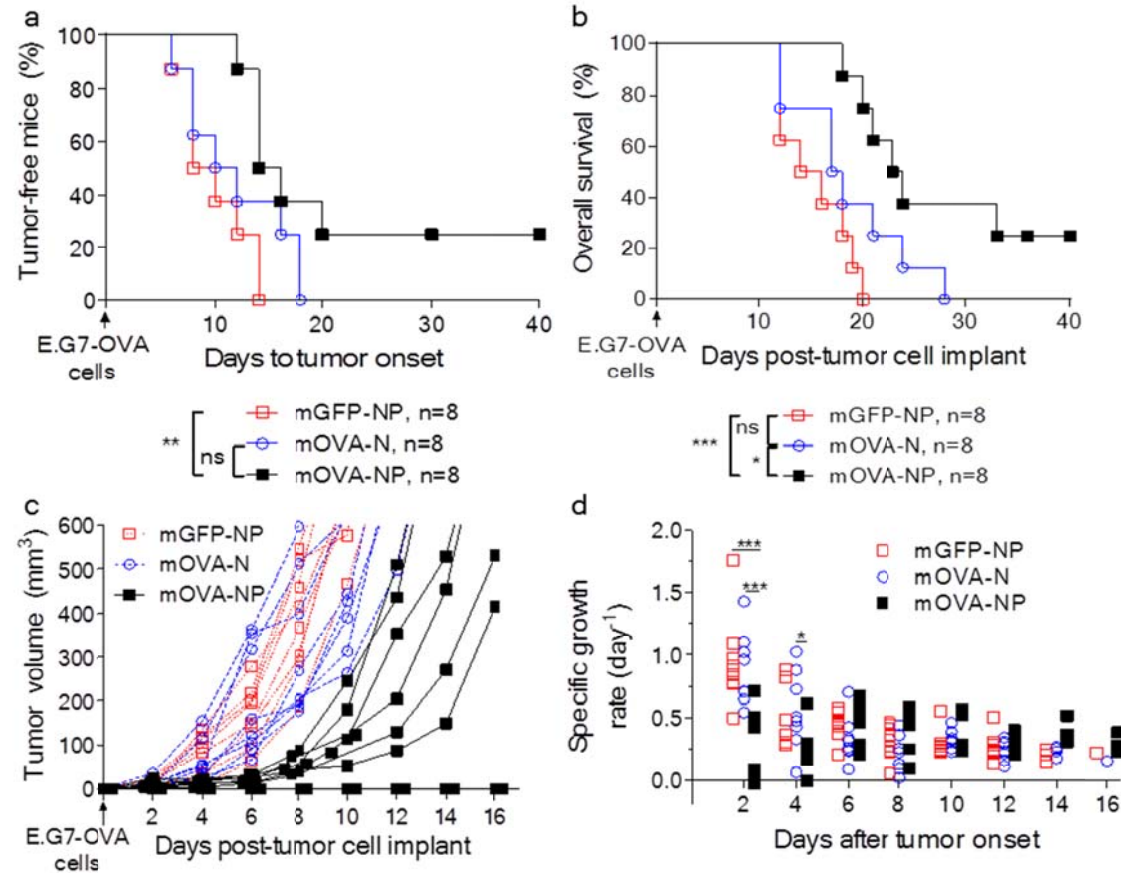 a
Tumor-free mice (%)
100
80
60
40
20
0
10
20
30
40
E.G7-OVA
cells
Days to tumor onset
b
Overall survival (%)
100
80
60
40
20
0
10
20
30
40
E.G7-OVA
cells
Days post-tumor cell implant
**
ns
mGFP-NP, n=8
mOVA-N, n=8
mOVA-NP, n=8
***
ns
*
mGFP-NP, n=8
mOVA-N, n=8
mOVA-NP, n=8
c
Tumor volume (mm³)
600
500
400
300
200
100
0
mGFP-NP
mOVA-N
mOVA-NP
2
4
6
8
10
12
14
16
E.G7-OVA
cells
Days post-tumor cell implant
d
Specific growth
rate (day⁻¹)
2.0
1.5
1.0
0.5
0.0
***
***
*
mGFP-NP
mOVA-N
mOVA-NP
2
4
6
8
10
12
14
16
Days after tumor onset